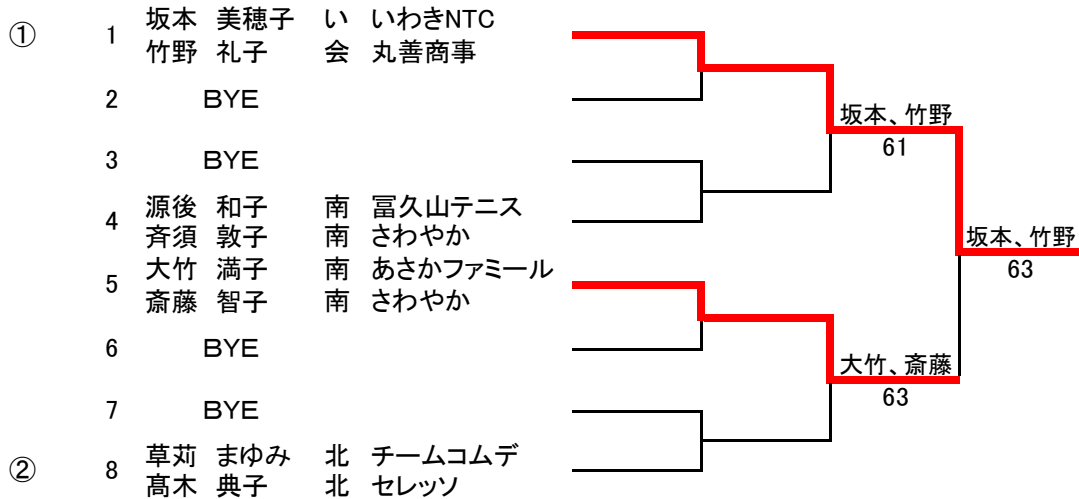 ① 1 坂本 美穂子 い いわきNTC
竹野 礼子 会 丸善商事
2 BYE
坂本、竹野
61
3 BYE
4 源後 和子 南 冨久山テニス
斉須 敦子 南 さわやか
坂本、竹野
63
5 大竹 満子 南 あさかファミール
斎藤 智子 南 さわやか
6 BYE
大竹、斎藤
63
7 BYE
② 8 草苅 まゆみ 北 チームコムデ
髙木 典子 北 セレッソ